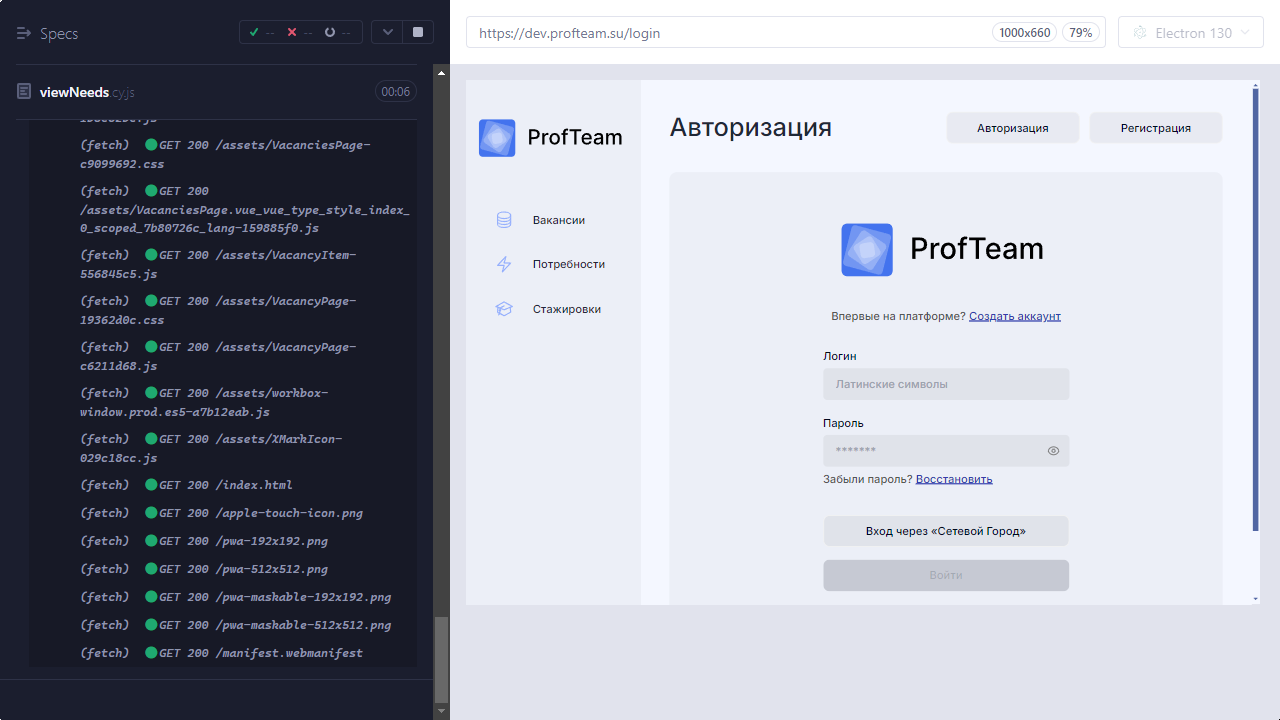 Specs
--
--
--
viewNeeds.cy.js
00:06
(fetch) GET 200 /assets/VacanciesPage-
c9099692.css
(fetch) GET 200
/assets/VacanciesPage.vue_vue_type_style_index_
0_scoped_7b80726c_lang-159885f0.js
(fetch) GET 200 /assets/VacancyItem-
556845c5.js
(fetch) GET 200 /assets/VacancyPage-
19362d0c.css
(fetch) GET 200 /assets/VacancyPage-
c6211d68.js
(fetch) GET 200 /assets/workbox-
window.prod.es5-a7b12eab.js
(fetch) GET 200 /assets/XMarkIcon-
029c18cc.js
(fetch) GET 200 /index.html
(fetch) GET 200 /apple-touch-icon.png
(fetch) GET 200 /pwa-192x192.png
(fetch) GET 200 /pwa-512x512.png
(fetch) GET 200 /pwa-maskable-192x192.png
(fetch) GET 200 /pwa-maskable-512x512.png
(fetch) GET 200 /manifest.webmanifest
https://dev.profteam.su/login
1000x660
79%
Electron 130
ProfTeam
Вакансии
Потребности
Стажировки
Авторизация
Авторизация
Регистрация
ProfTeam
Впервые на платформе? Создать аккаунт
Логин
Латинские символы
Пароль
*******
Забыли пароль? Восстановить
Вход через «Сетевой Город»
Войти